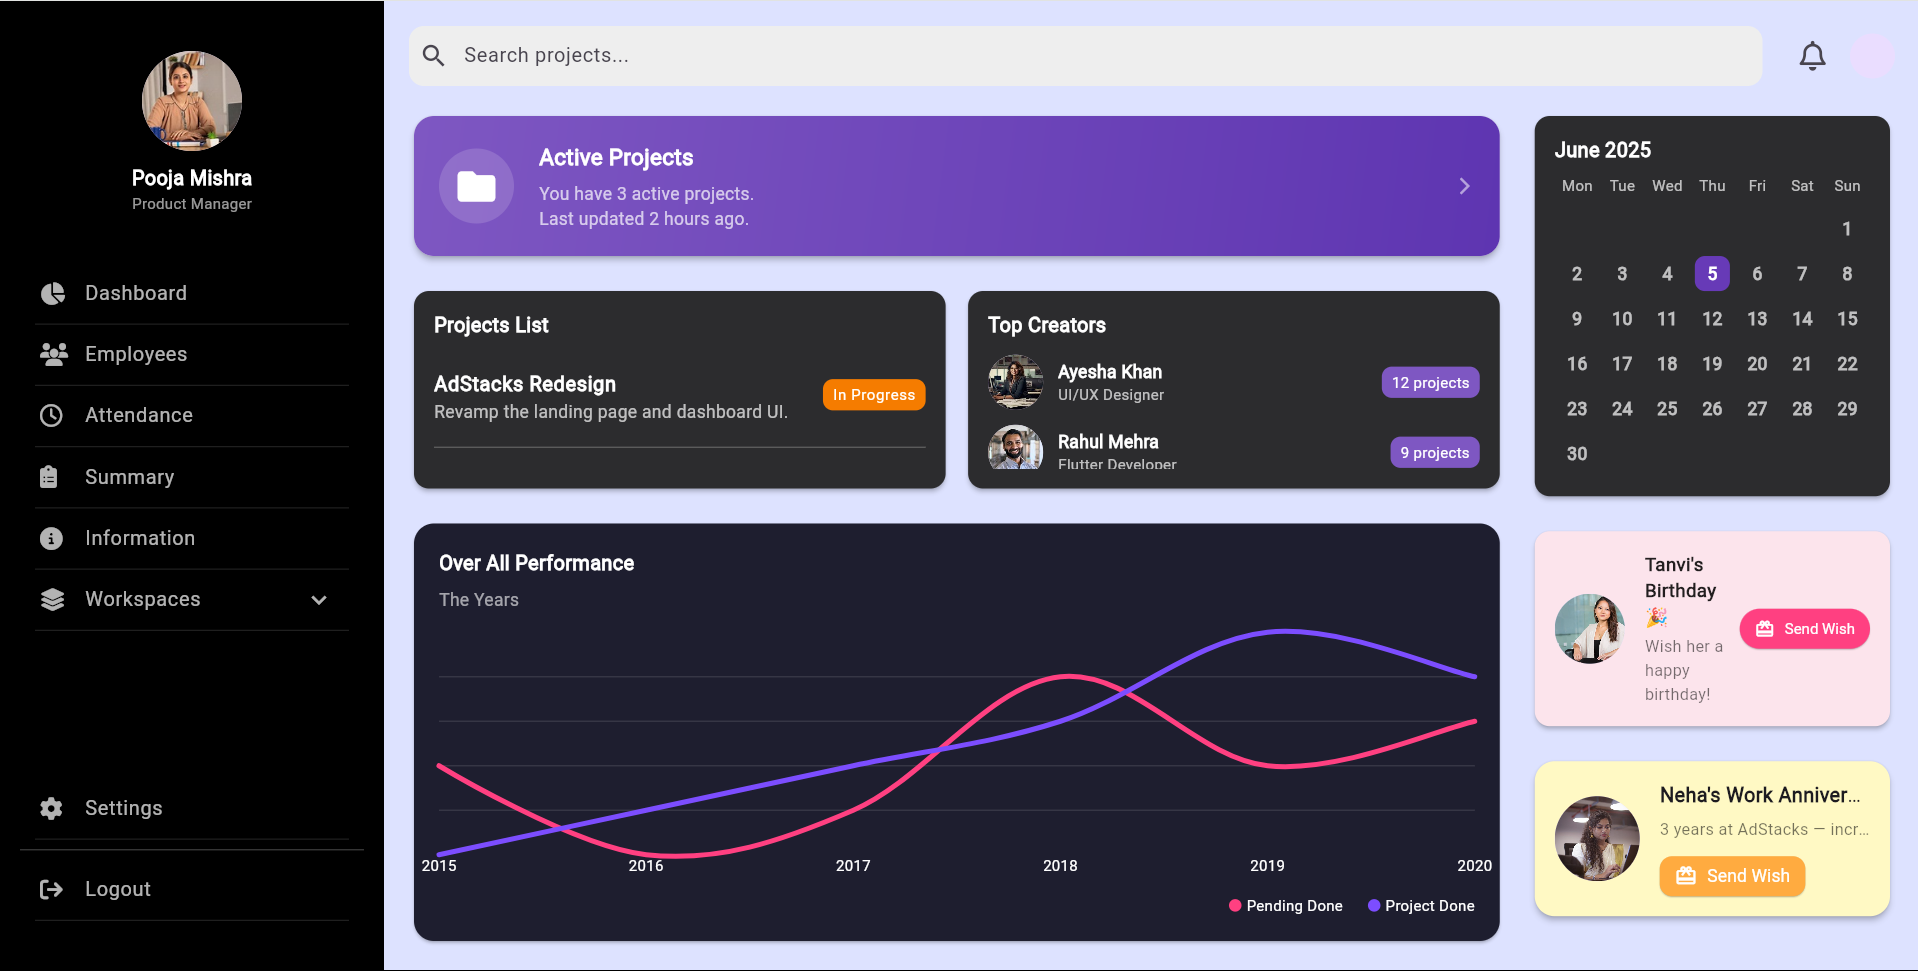 Pooja Mishra
Product Manager
Dashboard
Employees
Attendance
Summary
Information
Workspaces
Settings
Logout
Search projects...
Active Projects
You have 3 active projects.
Last updated 2 hours ago.
Projects List
AdStacks Redesign
Revamp the landing page and dashboard UI.
In Progress
Top Creators
Ayesha Khan
UI/UX Designer
12 projects
Rahul Mehra
Flutter Developer
9 projects
Over All Performance
The Years
2015 2016 2017 2018 2019 2020
Pending Done Project Done
June 2025
Mon Tue Wed Thu Fri Sat Sun
1
2 3 4 5 6 7 8
9 10 11 12 13 14 15
16 17 18 19 20 21 22
23 24 25 26 27 28 29
30
Tanvi's
Birthday
🎉
Wish her a
happy
birthday!
Send Wish
Neha's Work Anniver...
3 years at AdStacks — incr...
Send Wish